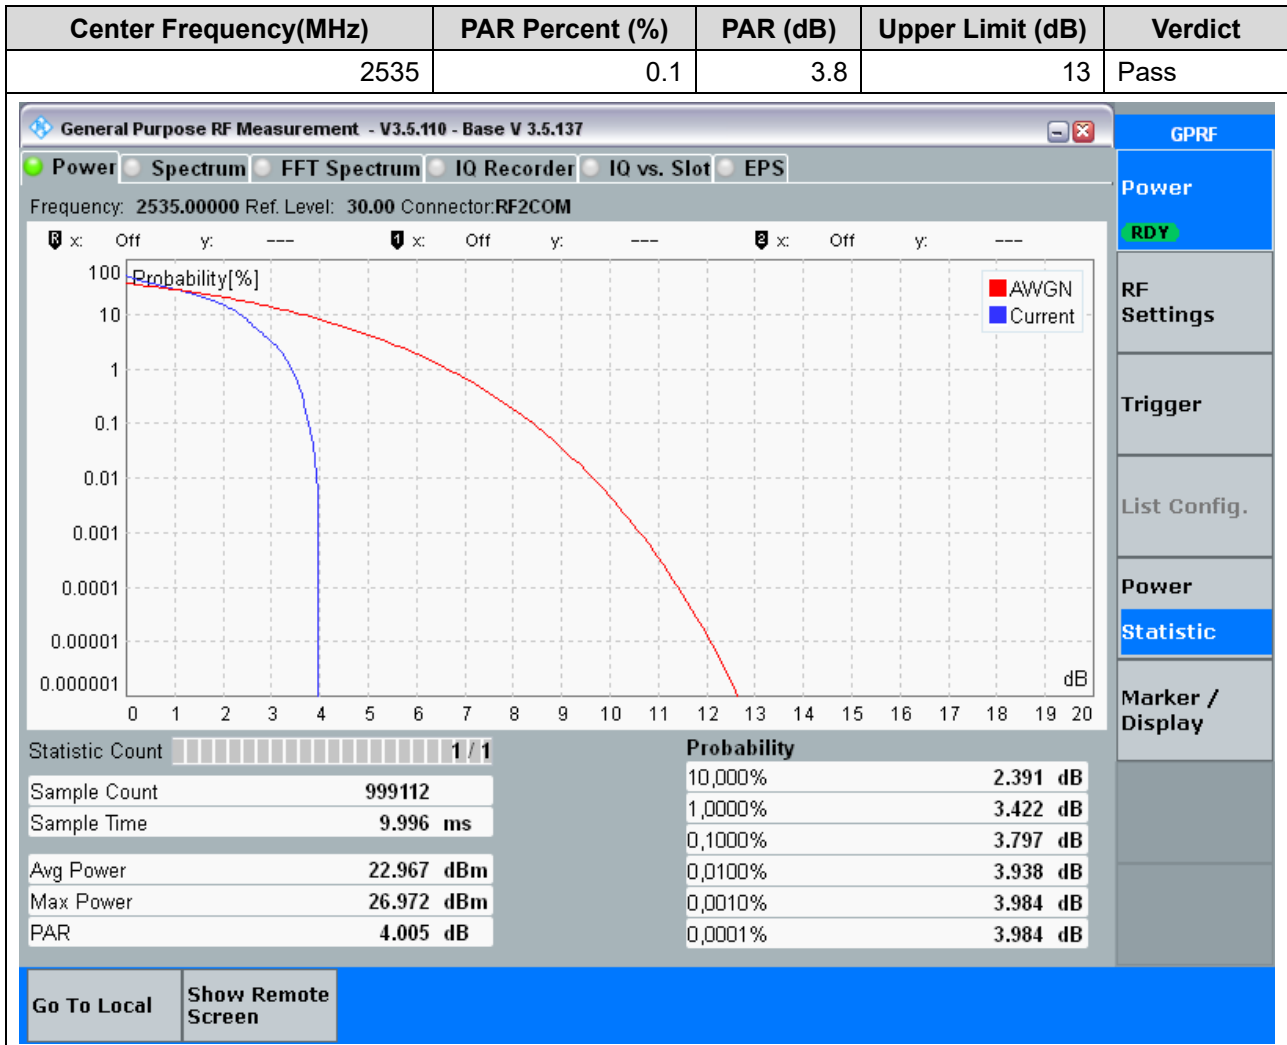 Center Frequency(MHz) PAR Percent (%) PAR (dB) Upper Limit (dB) Verdict
2535 0.1 3.8 13 Pass
General Purpose RF Measurement - V3.5.110 - Base V 3.5.137
GPRF
Power Spectrum FFT Spectrum IQ Recorder IQ vs. Slot EPS
Power
RDY
Frequency: 2535.00000 Ref. Level: 30.00 Connector:RF2COM
R x: Off y: --- 1 x: Off y: --- 2 x: Off y: ---
Probability[%]
AWGN
Current
100
10
1
0.1
0.01
0.001
0.0001
0.00001
0.000001
dB
0 1 2 3 4 5 6 7 8 9 10 11 12 13 14 15 16 17 18 19 20
RF
Settings
Trigger
List Config.
Power
Statistic
Marker /
Display
Statistic Count 1 / 1
Sample Count 999112
Sample Time 9.996 ms
Avg Power 22.967 dBm
Max Power 26.972 dBm
PAR 4.005 dB
Probability
10,000% 2.391 dB
1,0000% 3.422 dB
0,1000% 3.797 dB
0,0100% 3.938 dB
0,0010% 3.984 dB
0,0001% 3.984 dB
Go To Local
Show Remote
Screen